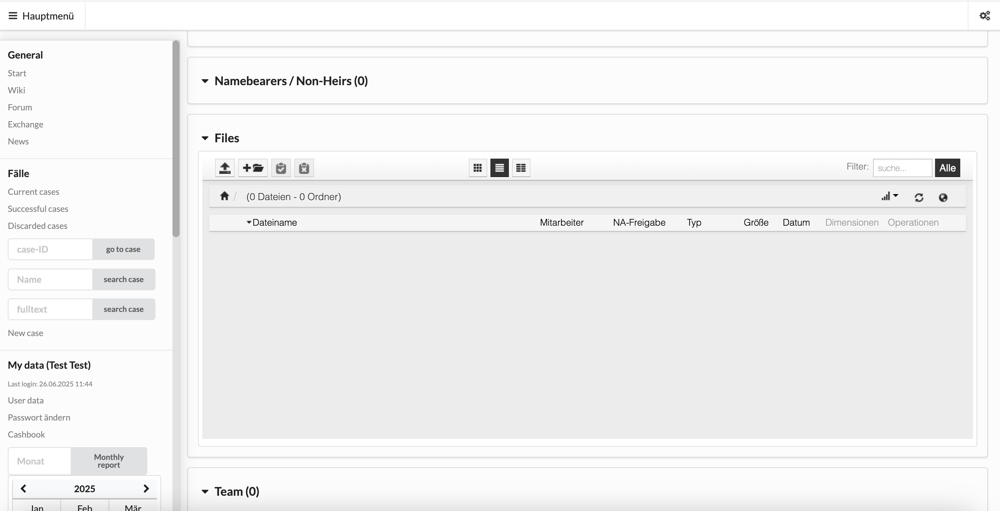 Hauptmenü
General
Start
Wiki
Forum
Exchange
News
Fälle
Current cases
Successful cases
Discarded cases
case-ID go to case
Name search case
fulltext search case
New case
My data (Test Test)
Last login: 26.06.2025 11:44
User data
Passwort ändern
Cashbook
Monat Monthly
report
2025
Jan Feb Mär
Namebearers / Non-Heirs (0)
Files
Filter: suche... Alle
/ (0 Dateien - 0 Ordner)
Dateiname Mitarbeiter NA-Freigabe Typ Größe Datum Dimensionen Operationen
Team (0)